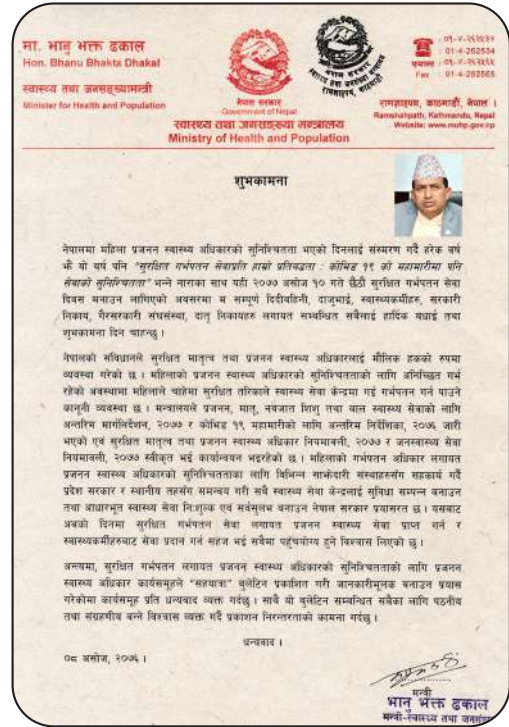 मा. भानु भक्त ढकाल
Hon. Bhanu Bhakta Dhakal
स्वास्थ्य तथा जनसङ्ख्यामन्त्री
Minister for Health and Population
नेपाल सरकार
Government of Nepal
स्वास्थ्य तथा जनसङ्ख्या मन्त्रालय
Ministry of Health and Population
नेपाल सरकार
स्वास्थ्य तथा जनसंख्या मन्त्रालय
रामशाहपथ
: 01-4-262534
फ्याक्स
Fax : 01-4-262565
रामशाहपथ, काठमाडौं, नेपाल ।
Ramshahpath, Kathmandu, Nepal
Website: www.mohp.gov.np
शुभकामना
नेपालमा महिला प्रजनन स्वास्थ्य अधिकारको सुनिश्चितता भएको दिनलाई संस्मरण गर्दै हरेक वर्ष
झैं यो वर्ष पनि "सुरक्षित गर्भपतन सेवाप्रति हाम्रो प्रतिबद्धता : कोभिड १९ को महामारीमा पनि
सेवाको सुनिश्चितता" भन्ने नाराका साथ यही २०७७ असोज १० गते छैठौं सुरक्षित गर्भपतन सेवा
दिवस मनाउन लागिएको अवसरमा म सम्पूर्ण दिदीबहिनी, दाजुभाई, स्वास्थ्यकर्मीहरु, सरकारी
निकाय, गैरसरकारी संघसंस्था, दातृ निकायहरु लगायत सम्बन्धित सबैलाई हार्दिक बधाई तथा
शुभकामना दिन चाहन्छु ।
नेपालको संविधानले सुरक्षित मातृत्व तथा प्रजनन स्वास्थ्य अधिकारलाई मौलिक हकको रुपमा
व्यवस्था गरेको छ । महिलाको प्रजनन स्वास्थ्य अधिकारको सुनिश्चितताको लागि अनिच्छित गर्भ
रहेको अवस्थामा महिलाले चाहेमा सुरक्षित तरिकाले स्वास्थ्य सेवा केन्द्रमा गई गर्भपतन गर्न पाउने
कानूनी व्यवस्था छ । मन्त्रालयले प्रजनन, मातृ, नवजात शिशु तथा बाल स्वास्थ्य सेवाको लागि
अन्तरिम मार्गनिर्देशन, २०७७ र कोभिड १९ महामारीको लागि अन्तरिम निर्देशिका, २०७६ जारी
भएको एवं सुरक्षित मातृत्व तथा प्रजनन स्वास्थ्य अधिकार नियमावली, २०७७ र जनस्वास्थ्य सेवा
नियमावली, २०७७ स्वीकृत भई कार्यान्वयन भइरहेको छ । महिलाको गर्भपतन अधिकार लगायत
प्रजनन स्वास्थ्य अधिकारको सुनिश्चितताका लागि विभिन्न साझेदारी संस्थाहरुसँग सहकार्य गर्दै
प्रदेश सरकार र स्थानीय तहसँग समन्वय गरी सबै स्वास्थ्य सेवा केन्द्रलाई सुविधा सम्पन्न बनाउन
तथा आधारभूत स्वास्थ्य सेवा निःशुल्क एवं सर्वसुलभ बनाउन नेपाल सरकार प्रयासरत छ । यसबाट
अबको दिनमा सुरक्षित गर्भपतन सेवा लगायत प्रजनन स्वास्थ्य सेवा प्राप्त गर्न र
स्वास्थ्यकर्मीहरुबाट सेवा प्रदान गर्न सहज भई सबैमा पहुँचयोग्य हुने विश्वास लिएको छु ।
अन्त्यमा, सुरक्षित गर्भपतन लगायत प्रजनन स्वास्थ्य अधिकारको सुनिश्चितताको लागि प्रजनन
स्वास्थ्य अधिकार कार्यसमूहले "सहयात्रा" बुलेटिन प्रकाशित गरी जानकारीमूलक बनाउन प्रयास
गरेकोमा कार्यसमूह प्रति धन्यवाद व्यक्त गर्दछु । साथै यो बुलेटिन सम्बन्धित सबैका लागि पठनीय
तथा संग्रहणीय बन्ने विश्वास व्यक्त गर्दै प्रकाशन निरन्तरताको कामना गर्दछु ।
धन्यवाद ।
०८ असोज, २०७६ ।
मन्त्री
भानु भक्त ढकाल
मन्त्री-स्वास्थ्य तथा